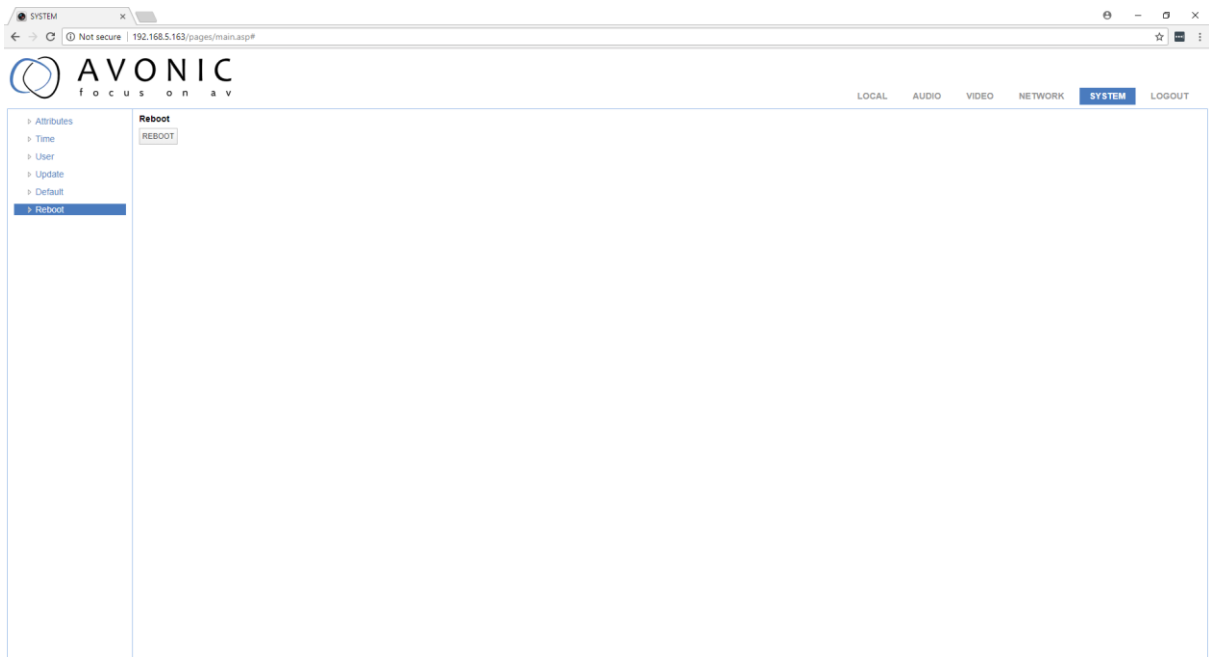 SYSTEM
Not secure 192.168.5.163/pages/main.asp#
AVONIC
focus on av
LOCAL AUDIO VIDEO NETWORK SYSTEM LOGOUT
Attributes
Time
User
Update
Default
Reboot
Reboot
REBOOT